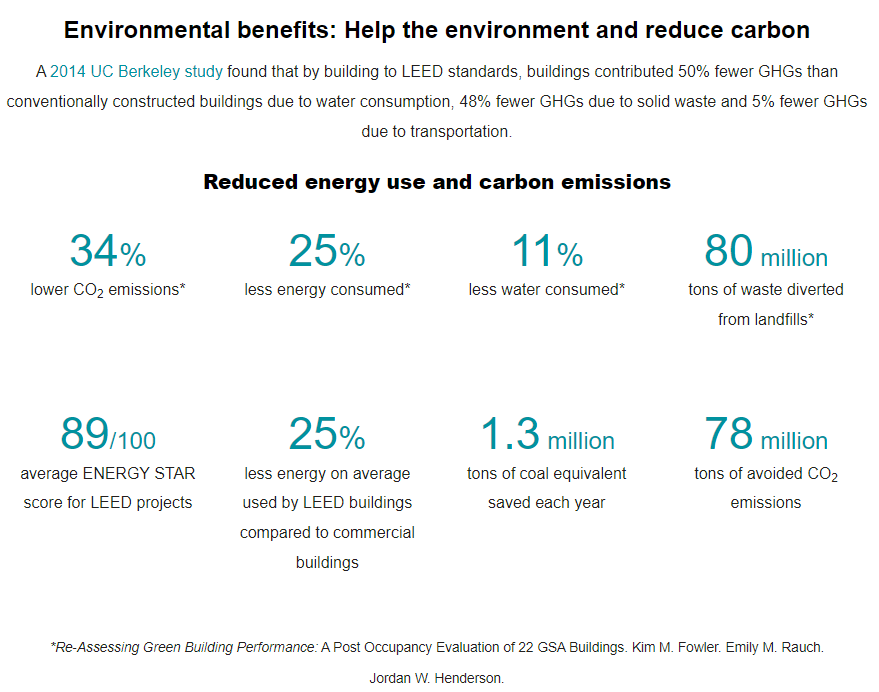 Environmental benefits: Help the environment and reduce carbon
A 2014 UC Berkeley study found that by building to LEED standards, buildings contributed 50% fewer GHGs than
conventionally constructed buildings due to water consumption, 48% fewer GHGs due to solid waste and 5% fewer GHGs
due to transportation.
Reduced energy use and carbon emissions
34%
lower CO₂ emissions*
25%
less energy consumed*
11%
less water consumed*
80 million
tons of waste diverted
from landfills*
89/100
average ENERGY STAR
score for LEED projects
25%
less energy on average
used by LEED buildings
compared to commercial
buildings
1.3 million
tons of coal equivalent
saved each year
78 million
tons of avoided CO₂
emissions
*Re-Assessing Green Building Performance: A Post Occupancy Evaluation of 22 GSA Buildings. Kim M. Fowler. Emily M. Rauch.
Jordan W. Henderson.